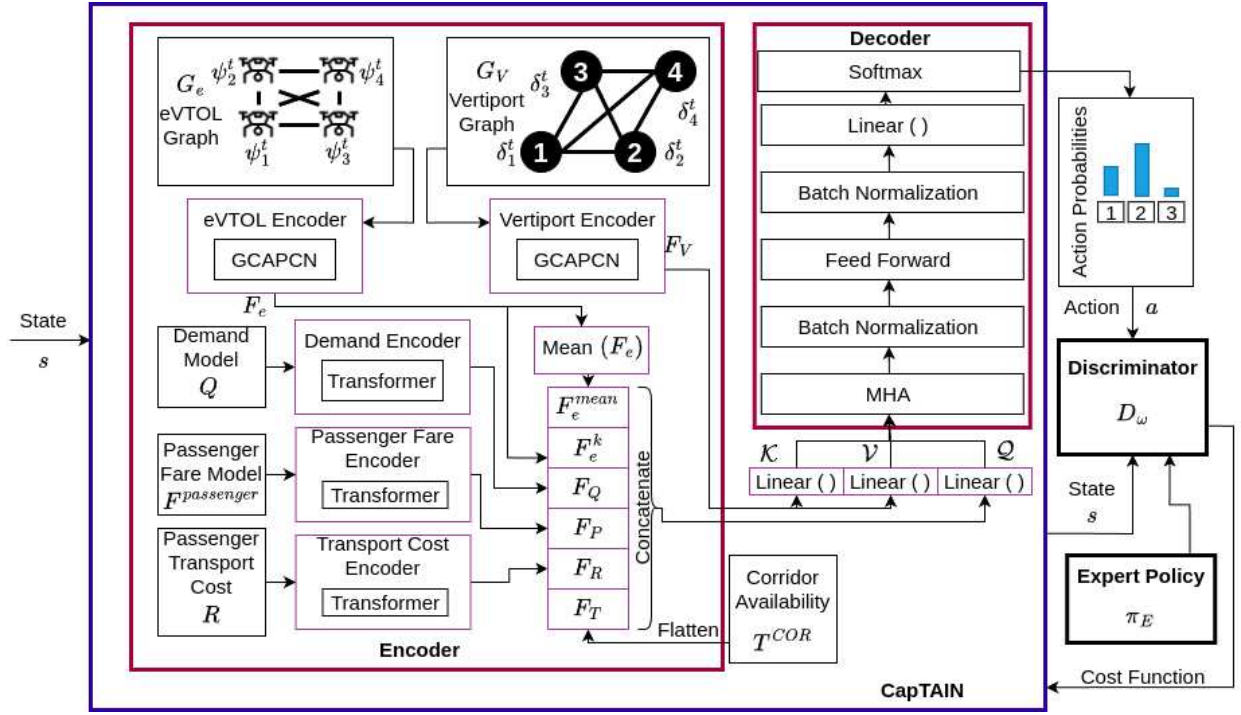 State
s
G_e
eVTOL
Graph
ψ_2^t
ψ_4^t
ψ_1^t
ψ_3^t
G_V
Vertiport
Graph
3
4
1
2
δ_3^t
δ_4^t
δ_1^t
δ_2^t
eVTOL Encoder
GCAPCN
F_e
Vertiport Encoder
GCAPCN
F_V
Demand
Model
Q
Demand Encoder
Transformer
Mean (F_e)
Passenger
Fare Model
F^{passenger}
Passenger Fare
Encoder
Transformer
Passenger
Transport
Cost
R
Transport Cost
Encoder
Transformer
F_e^{mean}
F_e^k
F_Q
F_P
F_R
F_T
Concatenate
Flatten
Corridor
Availability
T^{COR}
Encoder
Decoder
Softmax
Linear ( )
Batch Normalization
Feed Forward
Batch Normalization
MHA
K
V
Q
Linear ( )
Linear ( )
Linear ( )
CapTAIN
Action Probabilities
1
2
3
Action a
Discriminator
D_ω
State
s
Expert Policy
π_E
Cost Function